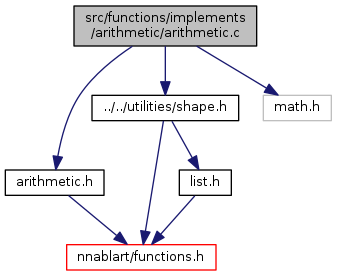 src/functions/implements
/arithmetic/arithmetic.c
../../utilities/shape.h
math.h
arithmetic.h
list.h
nnablart/functions.h